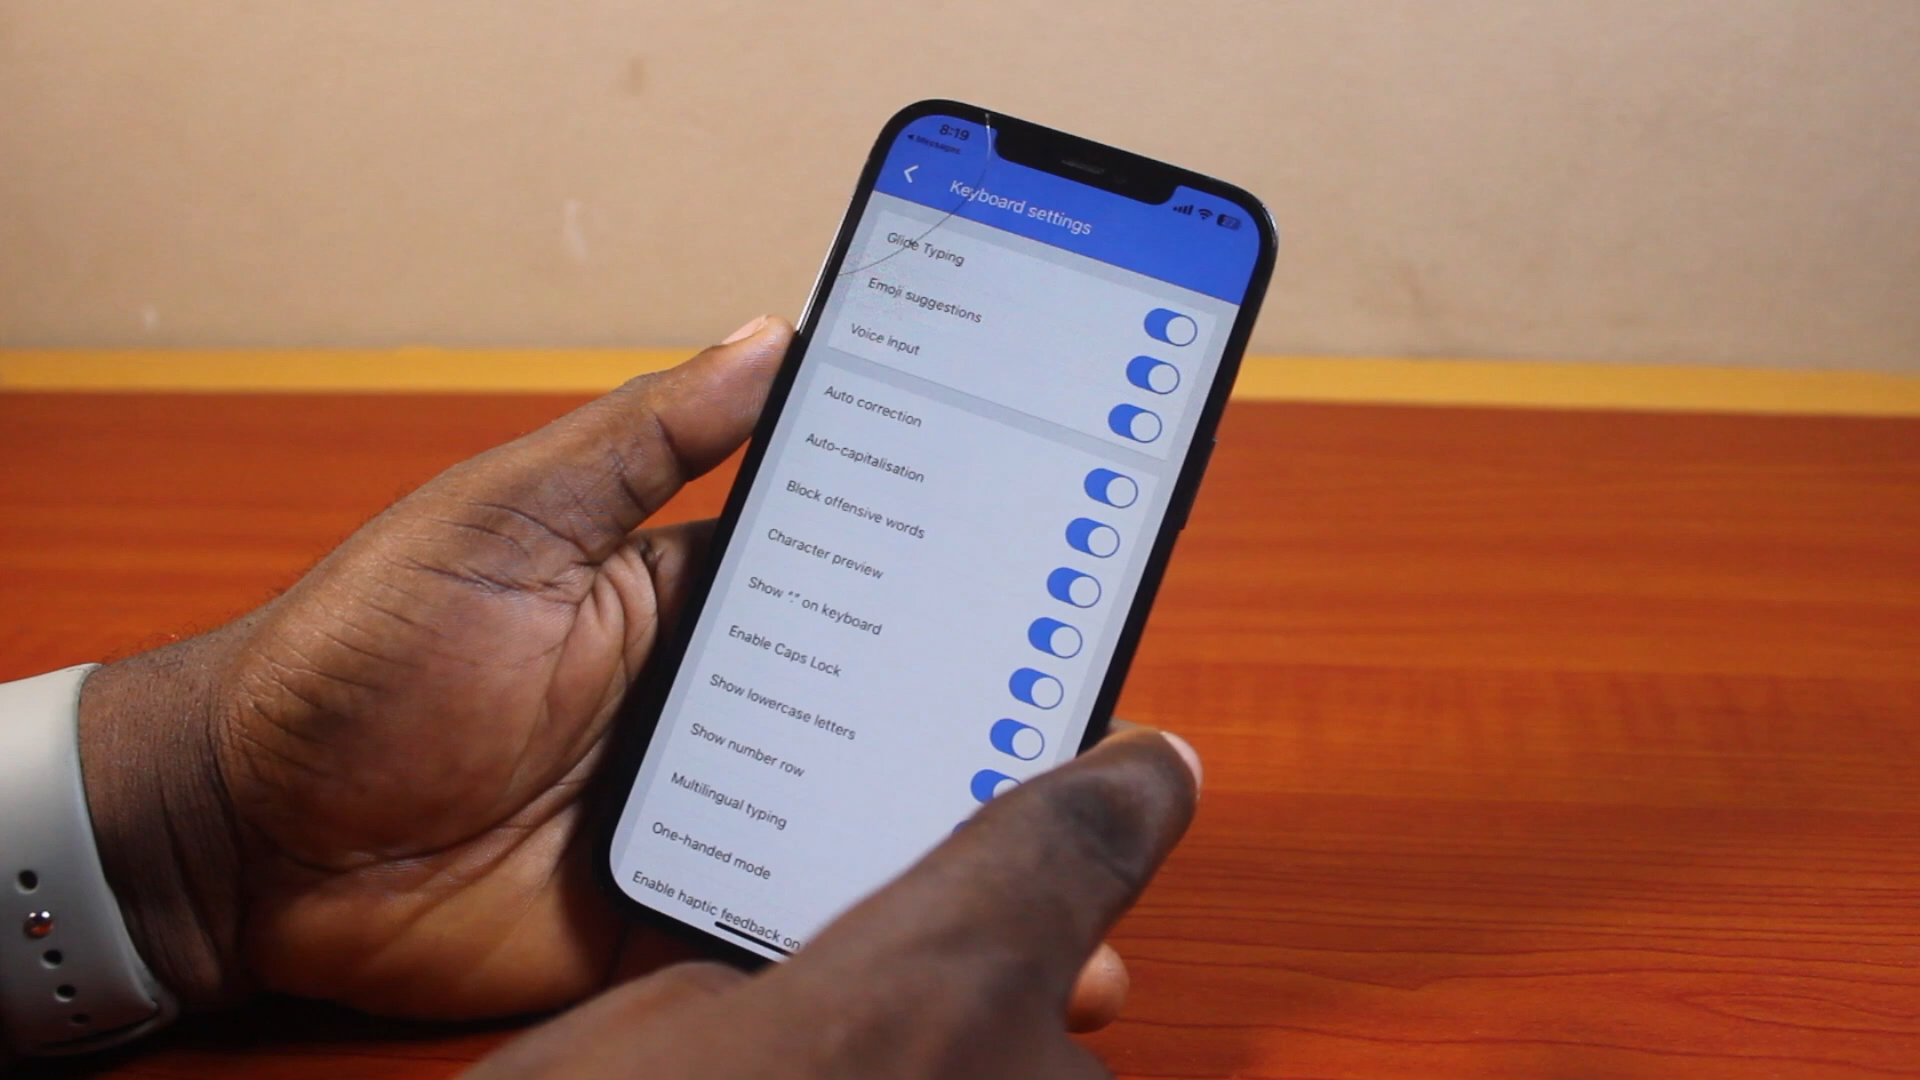 8:19
Messages
Keyboard settings
Glide Typing
Emoji suggestions
Voice Input
Auto correction
Auto-capitalisation
Block offensive words
Character preview
Show "." on keyboard
Enable Caps Lock
Show lowercase letters
Show number row
Multilingual typing
One-handed mode
Enable haptic feedback on